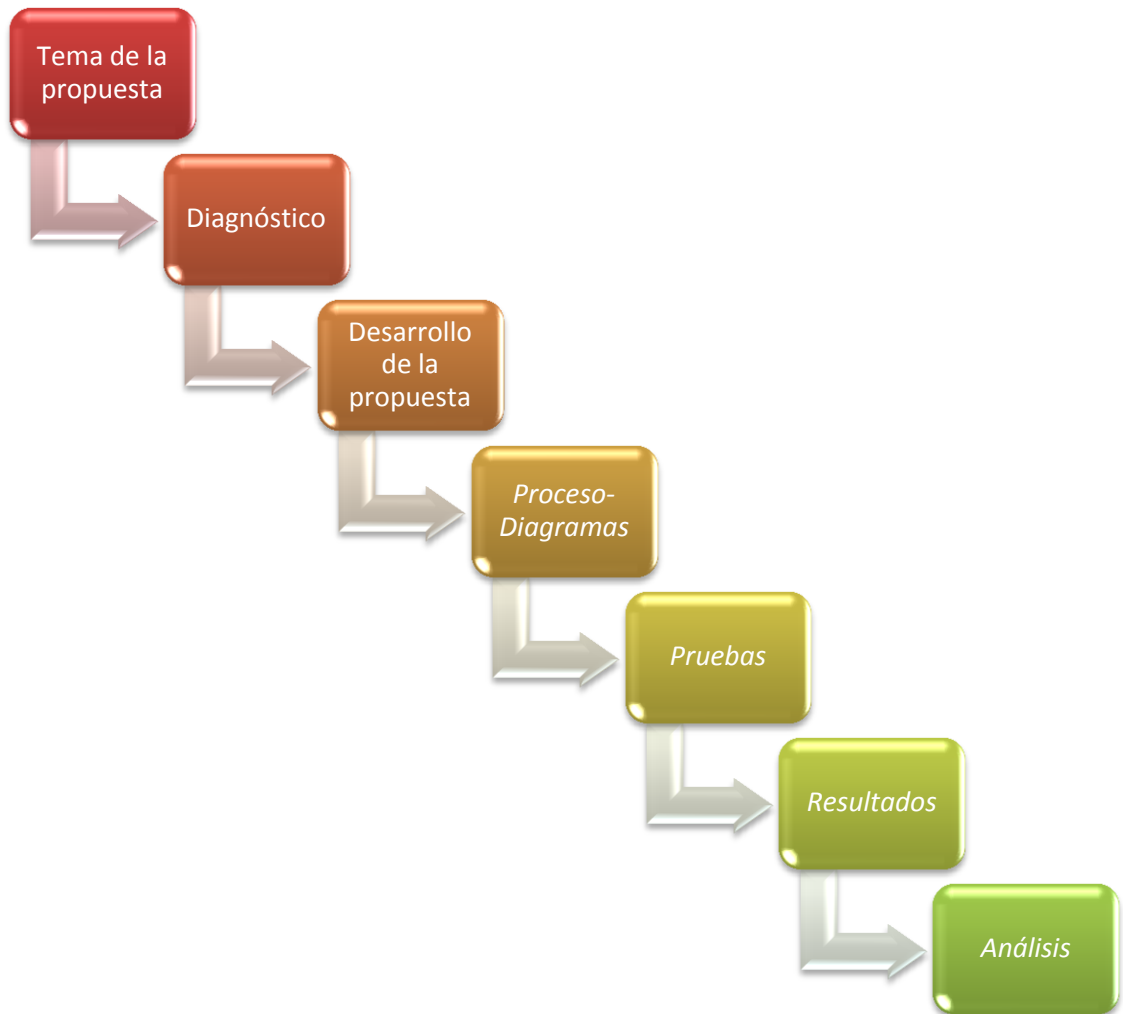 Tema de la
propuesta
Diagnóstico
Desarrollo
de la
propuesta
Proceso-
Diagramas
Pruebas
Resultados
Análisis